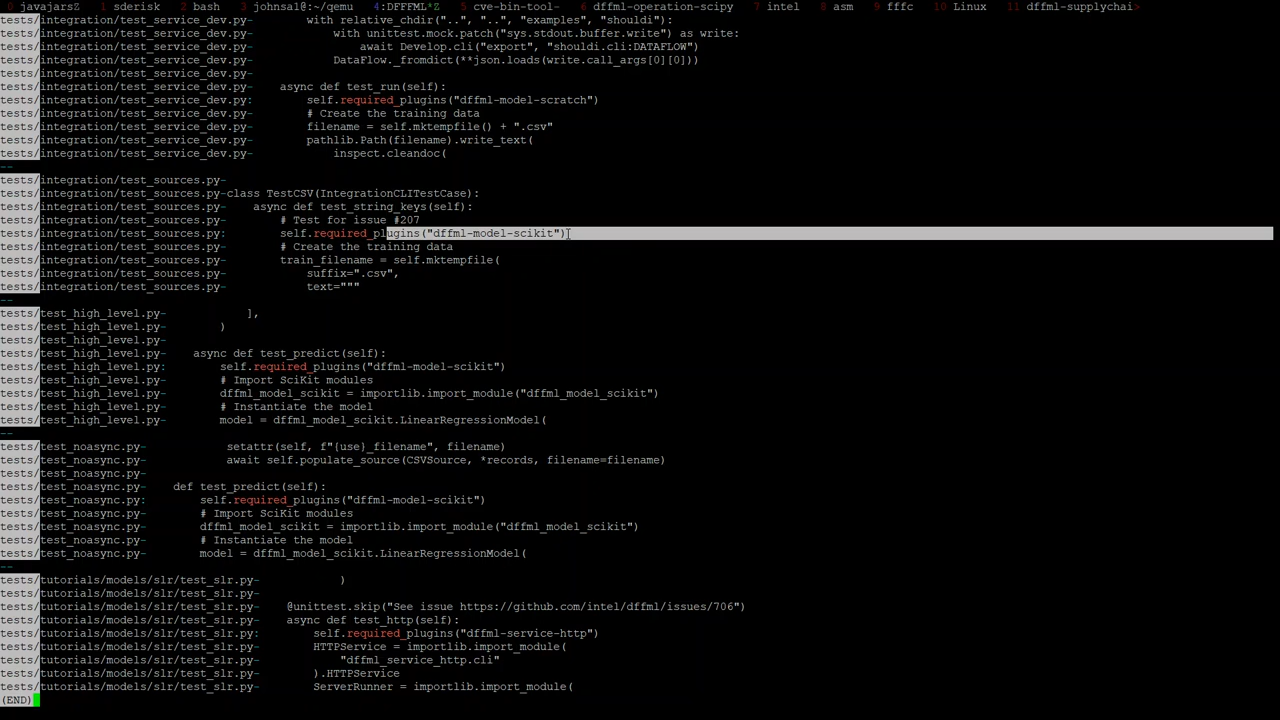 0 javajarsZ 1 sderisk 2 bash 3 johnsa1@:~/qemu 4:DFFFML*Z 5 cve-bin-tool- 6 dffml-operation-scipy 7 intel 8 asm 9 fffc 10 Linux 11 dffml-supplychai>
tests/integration/test_service_dev.py- with relative_chdir("..", "..", "examples", "shouldi"):
tests/integration/test_service_dev.py- with unittest.mock.patch("sys.stdout.buffer.write") as write:
tests/integration/test_service_dev.py- await Develop.cli("export", "shouldi.cli:DATAFLOW")
tests/integration/test_service_dev.py- DataFlow._fromdict(**json.loads(write.call_args[0][0]))
tests/integration/test_service_dev.py-
tests/integration/test_service_dev.py- async def test_run(self):
tests/integration/test_service_dev.py: self.required_plugins("dffml-model-scratch")
tests/integration/test_service_dev.py- # Create the training data
tests/integration/test_service_dev.py- filename = self.mktempfile() + ".csv"
tests/integration/test_service_dev.py- pathlib.Path(filename).write_text(
tests/integration/test_service_dev.py- inspect.cleandoc(
--
tests/integration/test_sources.py-
tests/integration/test_sources.py-class TestCSV(IntegrationCLITestCase):
tests/integration/test_sources.py- async def test_string_keys(self):
tests/integration/test_sources.py- # Test for issue #207
tests/integration/test_sources.py: self.required_plugins("dffml-model-scikit")
tests/integration/test_sources.py- # Create the training data
tests/integration/test_sources.py- train_filename = self.mktempfile(
tests/integration/test_sources.py- suffix=".csv",
tests/integration/test_sources.py- text="""
--
tests/test_high_level.py- ],
tests/test_high_level.py- )
tests/test_high_level.py-
tests/test_high_level.py- async def test_predict(self):
tests/test_high_level.py: self.required_plugins("dffml-model-scikit")
tests/test_high_level.py- # Import SciKit modules
tests/test_high_level.py- dffml_model_scikit = importlib.import_module("dffml_model_scikit")
tests/test_high_level.py- # Instantiate the model
tests/test_high_level.py- model = dffml_model_scikit.LinearRegressionModel(
--
tests/test_noasync.py- setattr(self, f"{use}_filename", filename)
tests/test_noasync.py- await self.populate_source(CSVSource, *records, filename=filename)
tests/test_noasync.py-
tests/test_noasync.py- def test_predict(self):
tests/test_noasync.py: self.required_plugins("dffml-model-scikit")
tests/test_noasync.py- # Import SciKit modules
tests/test_noasync.py- dffml_model_scikit = importlib.import_module("dffml_model_scikit")
tests/test_noasync.py- # Instantiate the model
tests/test_noasync.py- model = dffml_model_scikit.LinearRegressionModel(
--
tests/tutorials/models/slr/test_slr.py- )
tests/tutorials/models/slr/test_slr.py-
tests/tutorials/models/slr/test_slr.py- @unittest.skip("See issue https://github.com/intel/dffml/issues/706")
tests/tutorials/models/slr/test_slr.py- async def test_http(self):
tests/tutorials/models/slr/test_slr.py: self.required_plugins("dffml-service-http")
tests/tutorials/models/slr/test_slr.py- HTTPService = importlib.import_module(
tests/tutorials/models/slr/test_slr.py- "dffml_service_http.cli"
tests/tutorials/models/slr/test_slr.py- ).HTTPService
tests/tutorials/models/slr/test_slr.py- ServerRunner = importlib.import_module(
(END)